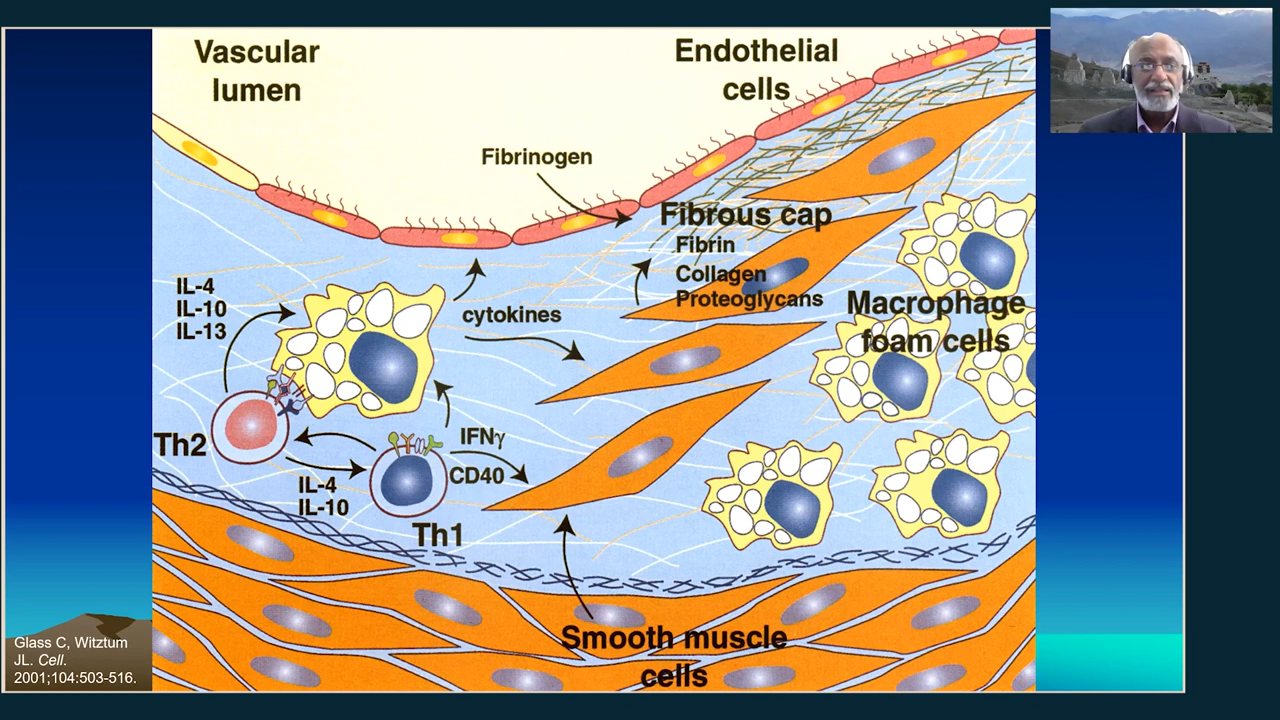 Vascular
lumen
Endothelial
cells
Fibrinogen
Fibrous cap
Fibrin
Collagen
Proteoglycans
IL-4
IL-10
IL-13
cytokines
Macrophage
foam cells
Th2
IFNγ
CD40
IL-4
IL-10
Th1
Smooth muscle
cells
Glass C, Witztum
JL. Cell.
2001;104:503-516.